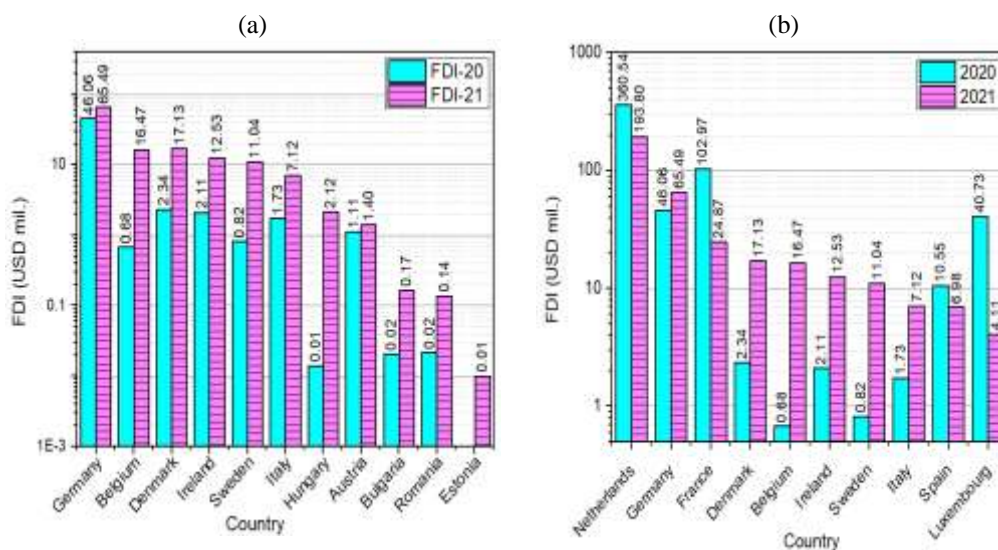 (a)
FDI-20
FDI-21
FDI (USD mil.)
10
0.1
1E-3
46.06
65.49
0.68
16.47
2.34
17.13
2.11
12.53
0.82
11.04
1.73
7.12
0.01
2.12
1.11
1.40
0.02
0.17
0.02
0.14
0.01
Germany
Belgium
Denmark
Ireland
Sweden
Italy
Hungary
Austria
Bulgaria
Romania
Estonia
Country
(b)
2020
2021
FDI (USD mil.)
1000
100
10
1
360.54
193.80
46.06
65.49
102.97
24.87
2.34
17.13
0.68
16.47
2.11
12.53
0.82
11.04
1.73
7.12
10.55
6.98
40.73
4.11
Netherlands
Germany
France
Denmark
Belgium
Ireland
Sweden
Italy
Spain
Luxembourg
Country